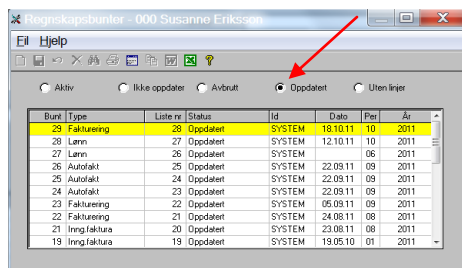 Regnskapsbunter - 000 Susanne Eriksson
Fil Hjelp
Aktiv Ikke oppdater Avbrutt Oppdatert Uten linjer
Bunt Type Liste nr Status Id Dato Per År
29 Fakturering 28 Oppdatert SYSTEM 18.10.11 10 2011
28 Lønn 27 Oppdatert SYSTEM 12.10.11 10 2011
27 Lønn 26 Oppdatert SYSTEM 06 2011
26 Autofakt 25 Oppdatert SYSTEM 22.09.11 09 2011
25 Autofakt 24 Oppdatert SYSTEM 22.09.11 09 2011
24 Autofakt 23 Oppdatert SYSTEM 22.09.11 09 2011
23 Fakturering 22 Oppdatert SYSTEM 05.09.11 09 2011
22 Fakturering 21 Oppdatert SYSTEM 24.08.11 08 2011
21 Inng.faktura 20 Oppdatert SYSTEM 23.08.11 08 2011
19 Inng.faktura 19 Oppdatert SYSTEM 19.05.10 01 2011